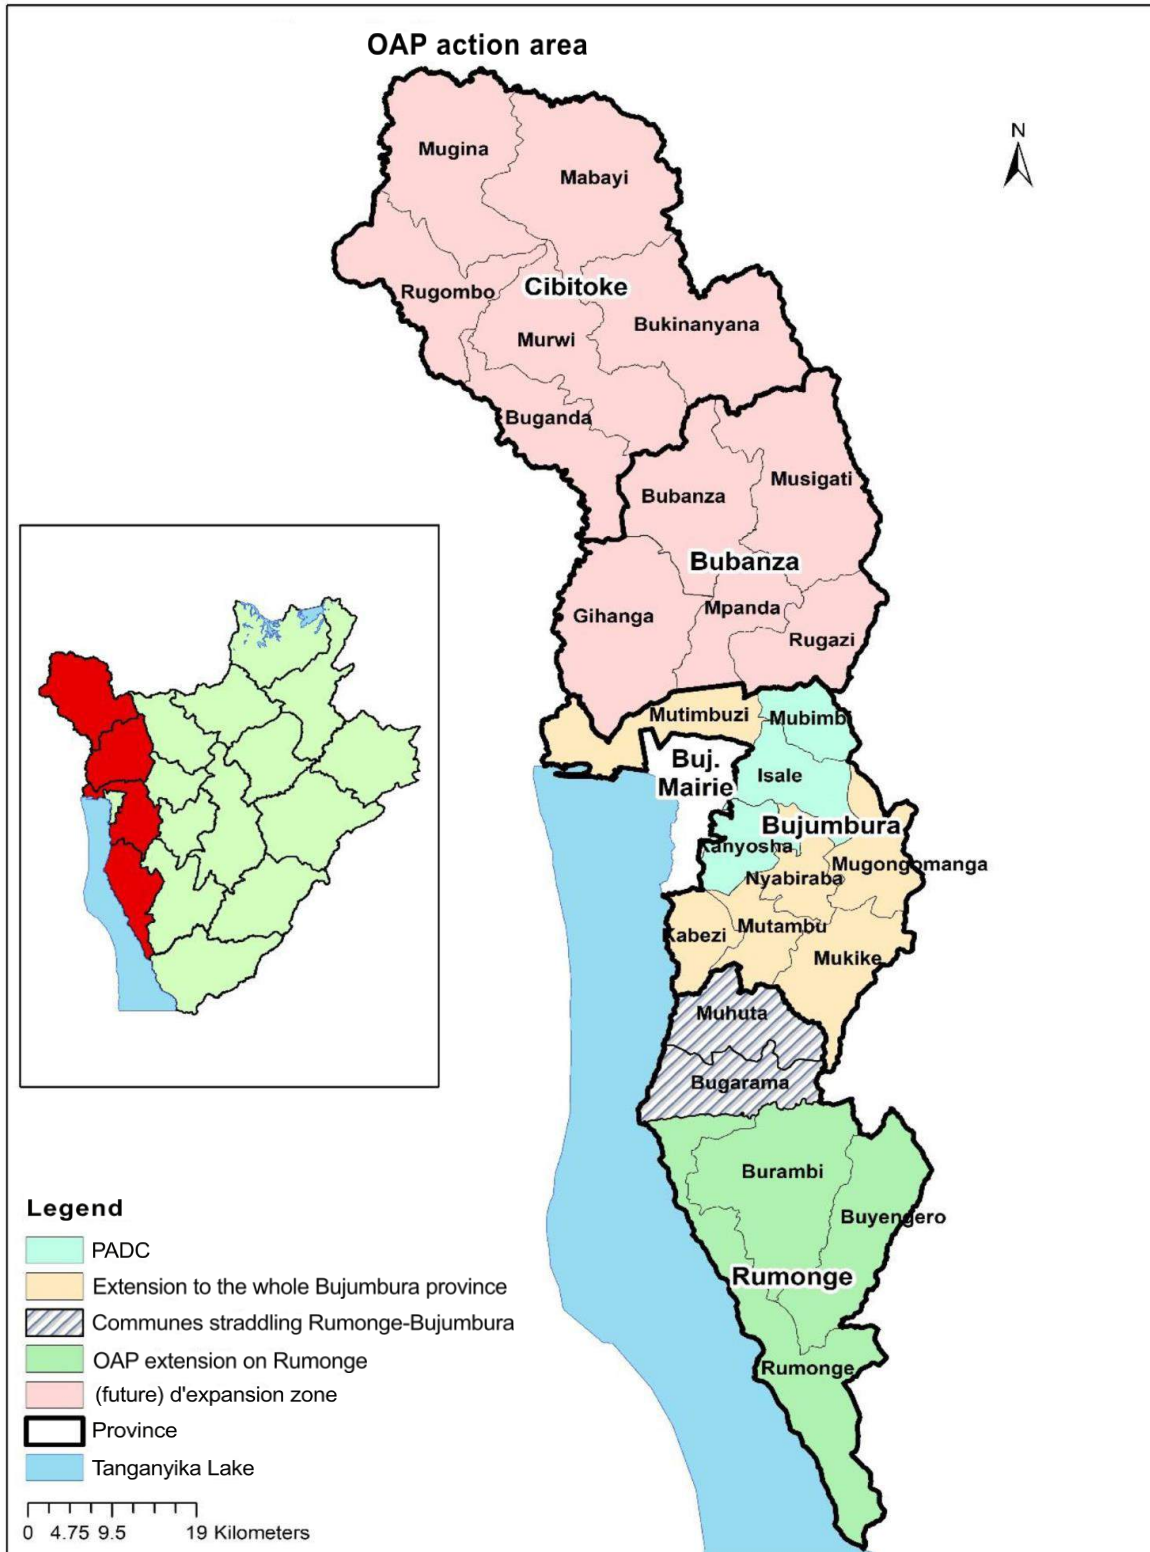 OAP action area
N
Mugina
Mabayi
Cibitoke
Rugombo
Bukinanyana
Murwi
Buganda
Musigati
Bubanza
Bubanza
Mpanda
Gihanga
Rugazi
Mutimbuzi
Mubimbi
Buj.
Mairie
Isale
Bujumbura
Kanyosha
Mugongomanga
Nyabiraba
Mutambu
Kabezi
Mukike
Muhuta
Bugarama
Burambi
Buyengero
Rumonge
Rumonge
Legend
PADC
Extension to the whole Bujumbura province
Communes straddling Rumonge-Bujumbura
OAP extension on Rumonge
(future) d'expansion zone
Province
Tanganyika Lake
0 4.75 9.5 19 Kilometers